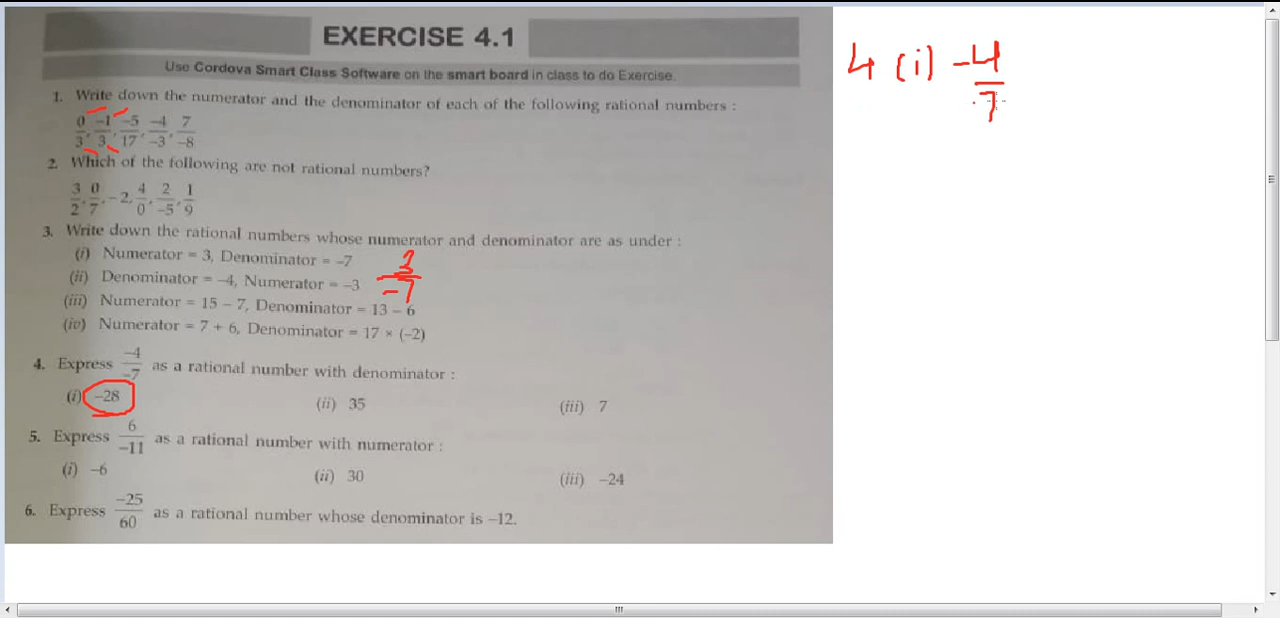 EXERCISE 4.1
Use Cordova Smart Class Software on the smart board in class to do Exercise.
1. Write down the numerator and the denominator of each of the following rational numbers :
0/3, -1/3, -5/17, -4/-3, 7/-8
2. Which of the following are not rational numbers?
3/2, 0/7, -2, 4/0, 2/-5, 1/9
3. Write down the rational numbers whose numerator and denominator are as under :
(i) Numerator = 3, Denominator = -7
(ii) Denominator = -4, Numerator = -3
3/-7
(iii) Numerator = 15 - 7, Denominator = 13 - 6
(iv) Numerator = 7 + 6, Denominator = 17 × (-2)
4. Express -4/-7 as a rational number with denominator :
(i) -28 (ii) 35 (iii) 7
5. Express 6/-11 as a rational number with numerator :
(i) -6 (ii) 30 (iii) -24
6. Express -25/60 as a rational number whose denominator is -12.
4 (i) -4/7